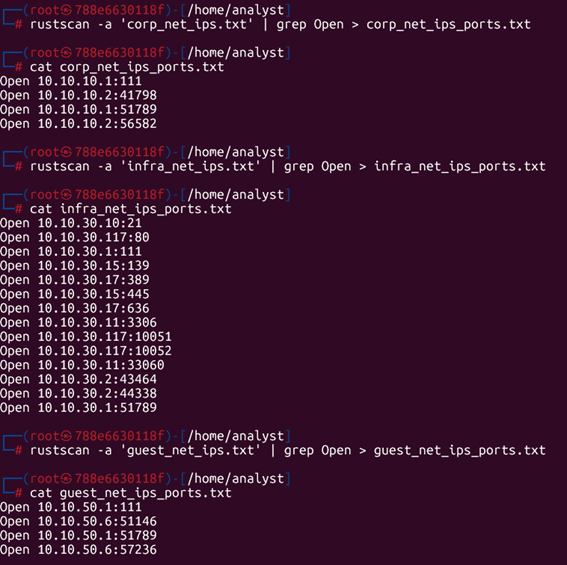 ┌──(root㉿788e6630118f)-[/home/analyst]
└─# rustscan -a 'corp_net_ips.txt' | grep Open > corp_net_ips_ports.txt
┌──(root㉿788e6630118f)-[/home/analyst]
└─# cat corp_net_ips_ports.txt
Open 10.10.10.1:111
Open 10.10.10.2:41798
Open 10.10.10.1:51789
Open 10.10.10.2:56582
┌──(root㉿788e6630118f)-[/home/analyst]
└─# rustscan -a 'infra_net_ips.txt' | grep Open > infra_net_ips_ports.txt
┌──(root㉿788e6630118f)-[/home/analyst]
└─# cat infra_net_ips_ports.txt
Open 10.10.30.10:21
Open 10.10.30.117:80
Open 10.10.30.1:111
Open 10.10.30.15:139
Open 10.10.30.17:389
Open 10.10.30.15:445
Open 10.10.30.17:636
Open 10.10.30.11:3306
Open 10.10.30.117:10051
Open 10.10.30.117:10052
Open 10.10.30.11:33060
Open 10.10.30.2:43464
Open 10.10.30.2:44338
Open 10.10.30.1:51789
┌──(root㉿788e6630118f)-[/home/analyst]
└─# rustscan -a 'guest_net_ips.txt' | grep Open > guest_net_ips_ports.txt
┌──(root㉿788e6630118f)-[/home/analyst]
└─# cat guest_net_ips_ports.txt
Open 10.10.50.1:111
Open 10.10.50.6:51146
Open 10.10.50.1:51789
Open 10.10.50.6:57236